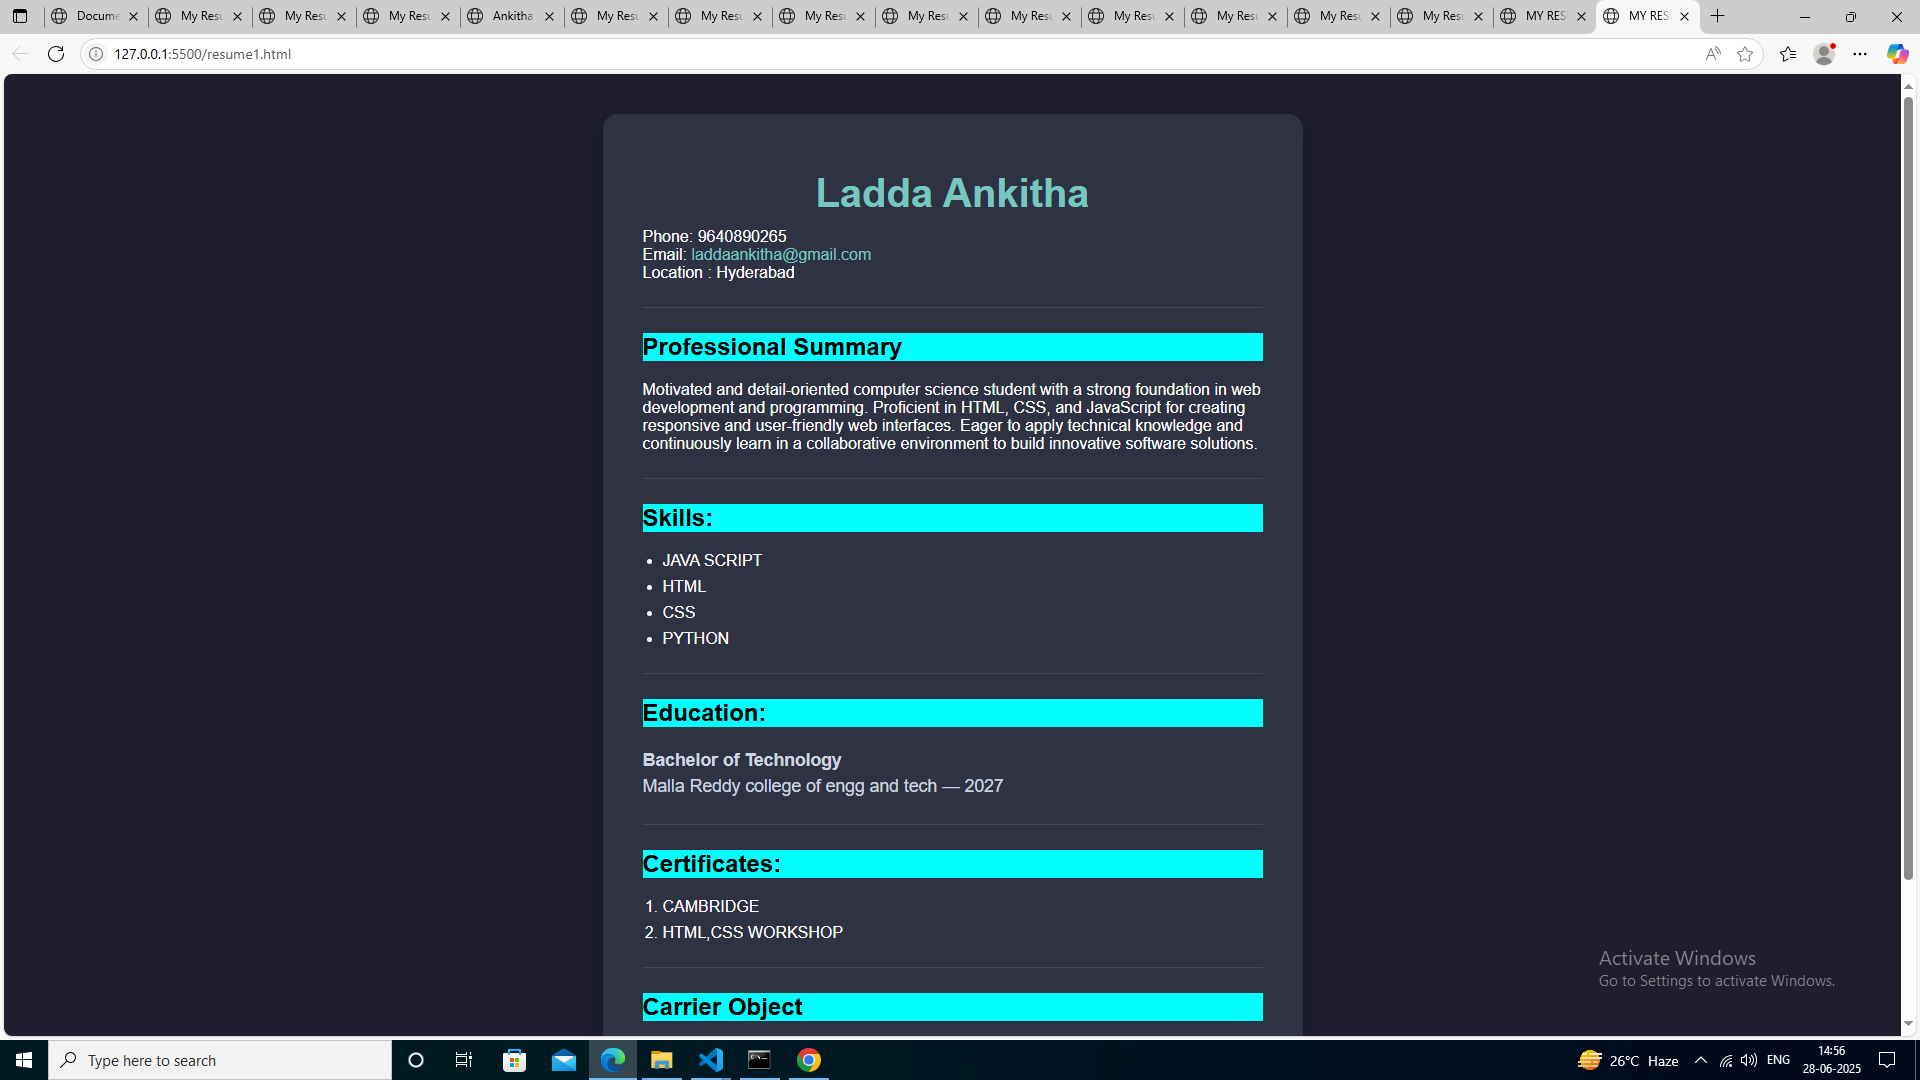 Docume
My Resu
My Resu
My Resu
Ankitha
My Resu
My Resu
My Resu
My Resu
My Resu
My Resu
My Resu
My Resu
My Resu
MY RES
MY RES
127.0.0.1:5500/resume1.html
Ladda Ankitha
Phone: 9640890265
Email: laddaankitha@gmail.com
Location : Hyderabad
Professional Summary
Motivated and detail-oriented computer science student with a strong foundation in web
development and programming. Proficient in HTML, CSS, and JavaScript for creating
responsive and user-friendly web interfaces. Eager to apply technical knowledge and
continuously learn in a collaborative environment to build innovative software solutions.
Skills:
• JAVA SCRIPT
• HTML
• CSS
• PYTHON
Education:
Bachelor of Technology
Malla Reddy college of engg and tech — 2027
Certificates:
1. CAMBRIDGE
2. HTML,CSS WORKSHOP
Carrier Object
Activate Windows
Go to Settings to activate Windows.
Type here to search
26°C Haze
ENG
14:56
28-06-2025